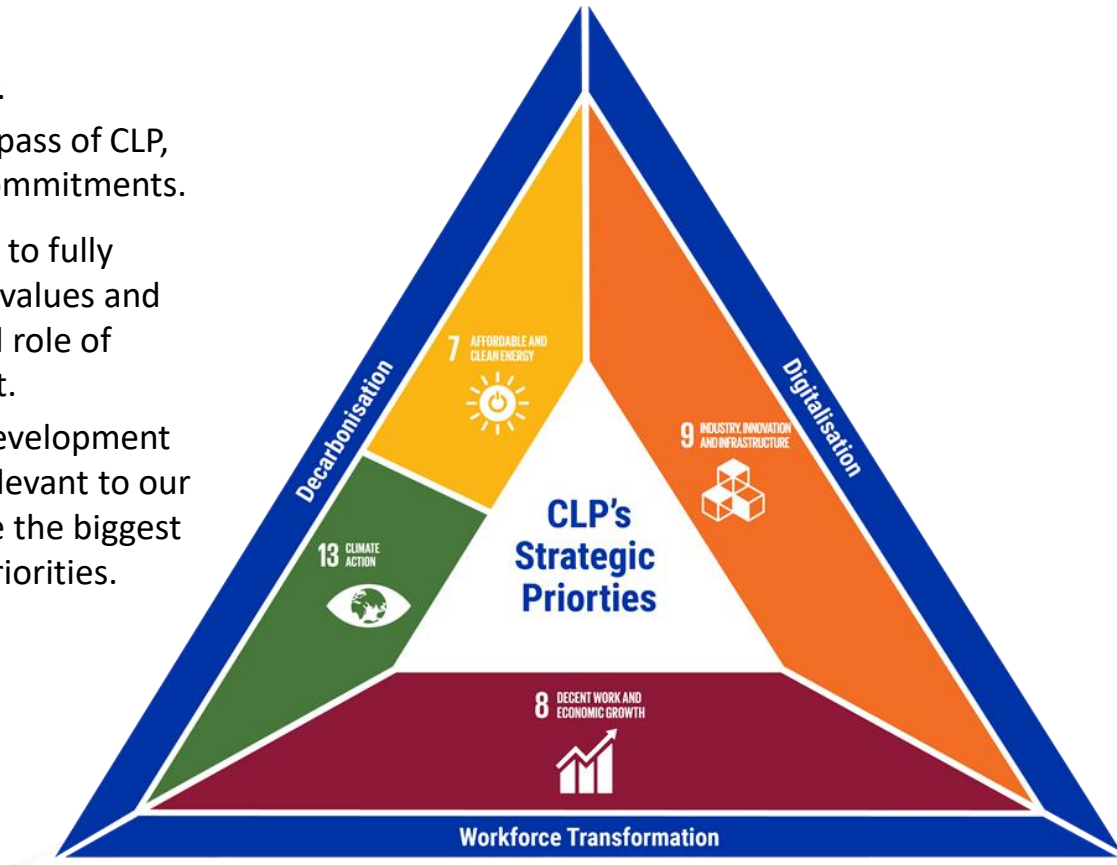 .
pass of CLP,
ommitments.
to fully
values and
l role of
t.
evelopment
levant to our
e the biggest
riorities.
7 AFFORDABLE AND
CLEAN ENERGY
Decarbonisation
13 CLIMATE
ACTION
9 INDUSTRY, INNOVATION
AND INFRASTRUCTURE
Digitalisation
CLP's
Strategic
Priorties
8 DECENT WORK AND
ECONOMIC GROWTH
Workforce Transformation